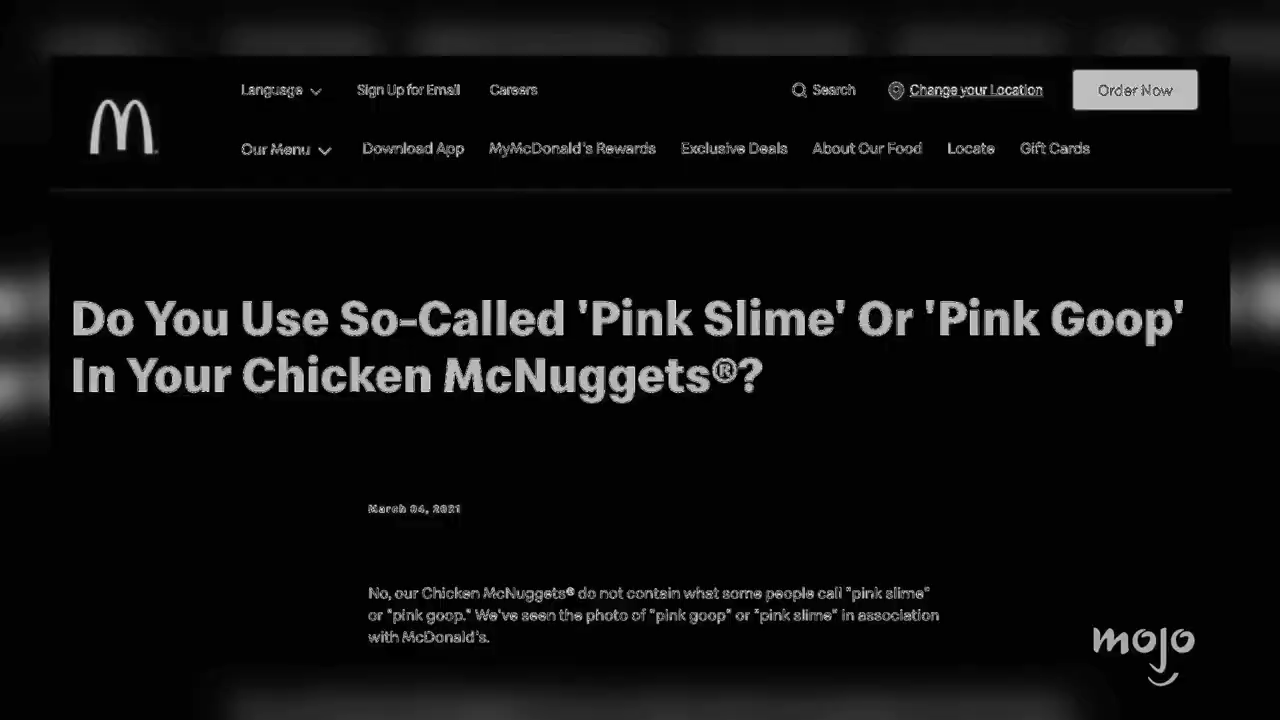 Language Sign Up for Email Careers Search Change your Location Order Now
Our Menu Download App MyMcDonald's Rewards Exclusive Deals About Our Food Locate Gift Cards
Do You Use So-Called 'Pink Slime' Or 'Pink Goop'
In Your Chicken McNuggets®?
March 04, 2021
No, our Chicken McNuggets® do not contain what some people call "pink slime"
or "pink goop." We've seen the photo of "pink goop" or "pink slime" in association
with McDonald's.
mojo